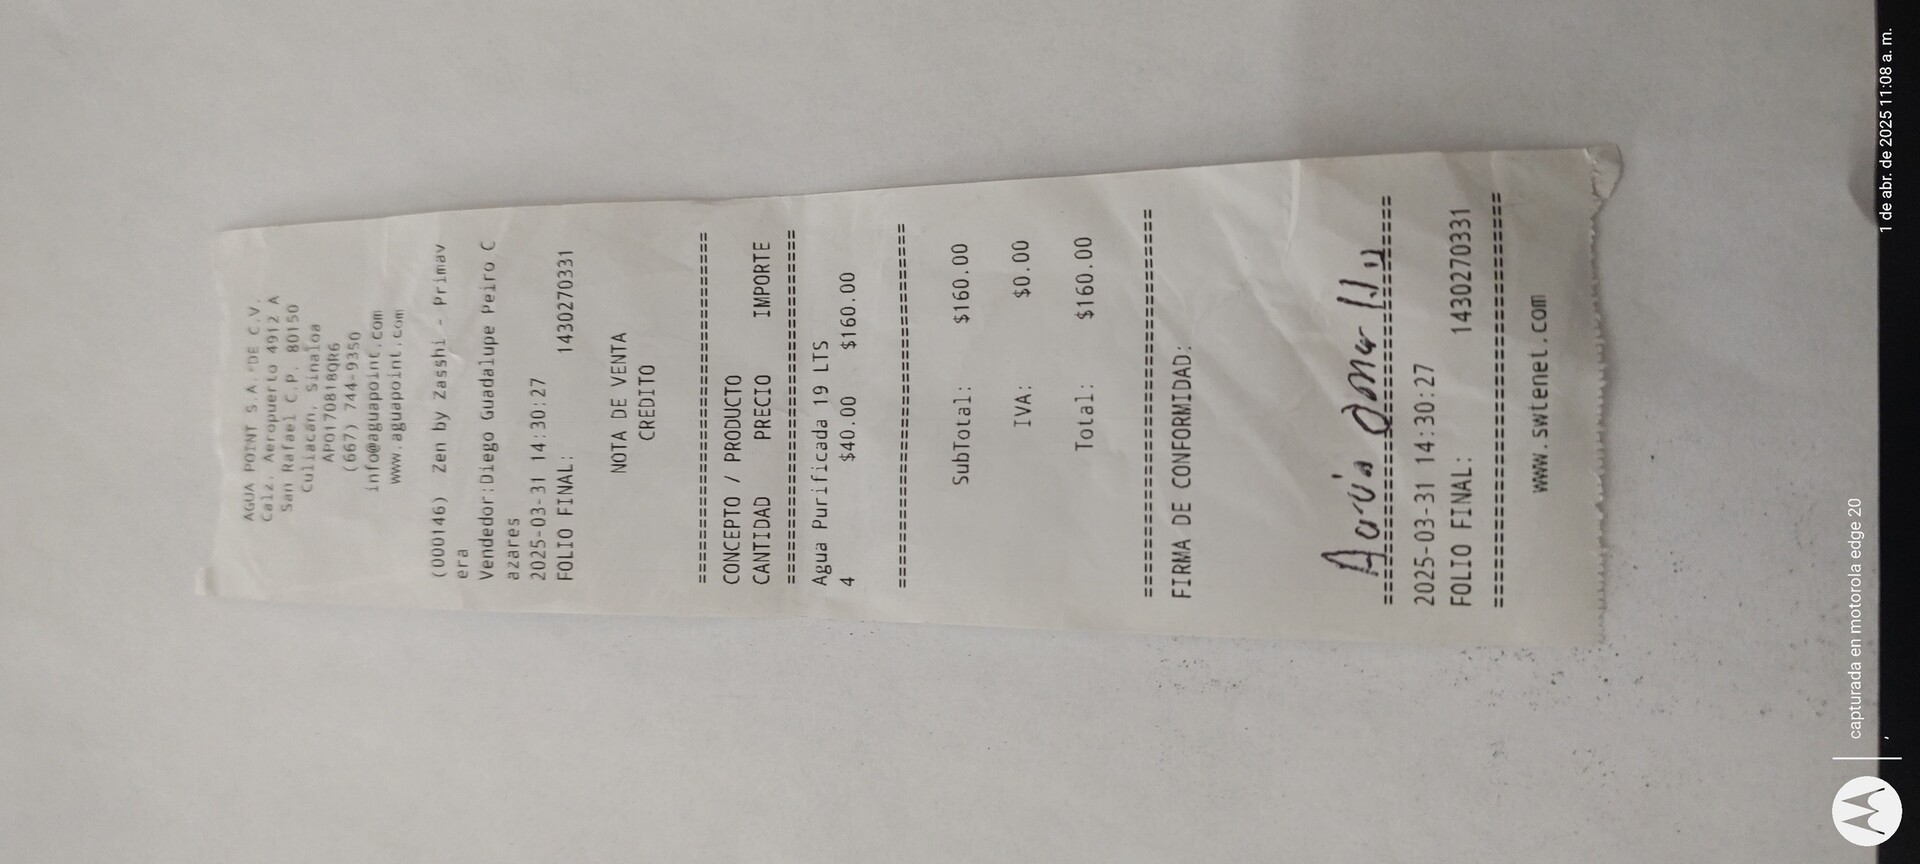 AGUA POINT S.A. DE C.V.
Calz. Aeropuerto 4912 A
San Rafael C.P. 80150
Culiacán, Sinaloa
APO170818QR6
(667) 744-9350
info@aguapoint.com
www.aguapoint.com
(000146) Zen by Zasshi - Primav
era
Vendedor:Diego Guadalupe Peiro C
azares
2025-03-31 14:30:27
FOLIO FINAL: 1430270331
NOTA DE VENTA
CREDITO
================================
CONCEPTO / PRODUCTO
CANTIDAD PRECIO IMPORTE
================================
Agua Purificada 19 LTS
4 $40.00 $160.00
================================
SubTotal: $160.00
IVA: $0.00
Total: $160.00
================================
FIRMA DE CONFORMIDAD:
================================
2025-03-31 14:30:27
FOLIO FINAL: 1430270331
================================
www.swtenet.com
capturada en motorola edge 20
1 de abr. de 2025 11:08 a. m.